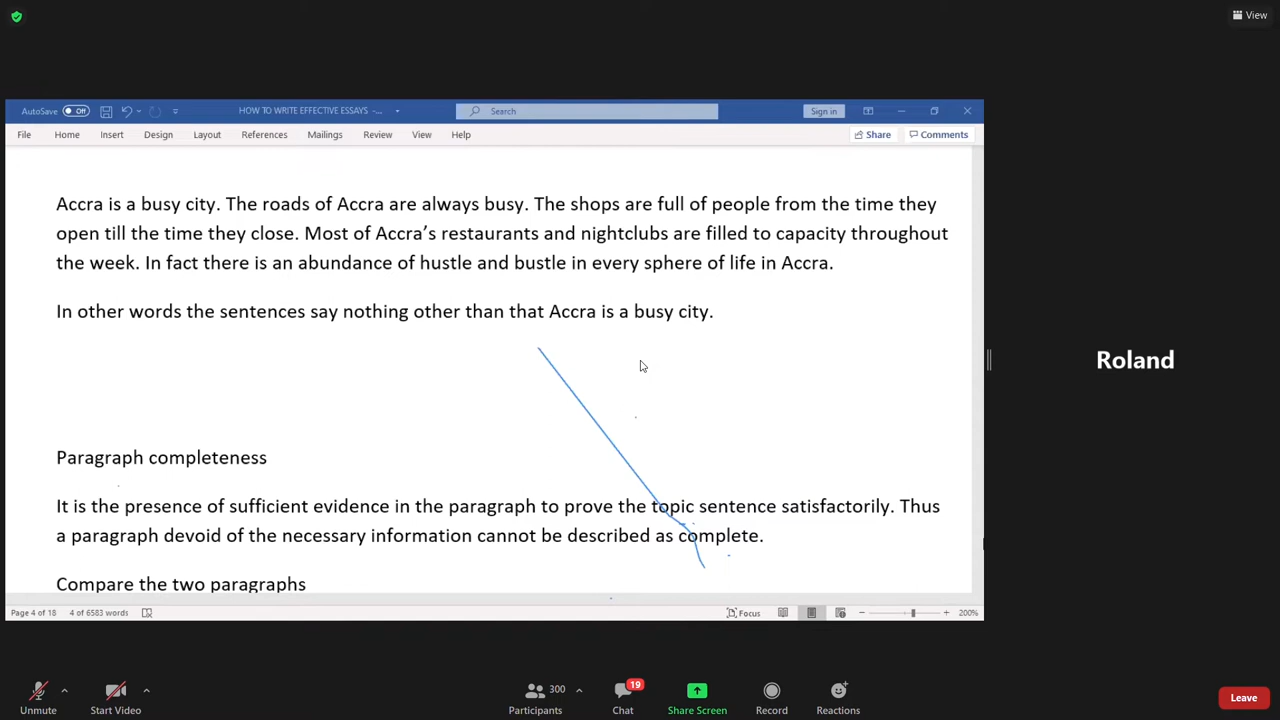 View
AutoSave Off HOW TO WRITE EFFECTIVE ESSAYS -... Search Sign in
File Home Insert Design Layout References Mailings Review View Help Share Comments
Accra is a busy city. The roads of Accra are always busy. The shops are full of people from the time they
open till the time they close. Most of Accra’s restaurants and nightclubs are filled to capacity throughout
the week. In fact there is an abundance of hustle and bustle in every sphere of life in Accra.
In other words the sentences say nothing other than that Accra is a busy city.
Roland
Paragraph completeness
It is the presence of sufficient evidence in the paragraph to prove the topic sentence satisfactorily. Thus
a paragraph devoid of the necessary information cannot be described as complete.
Compare the two paragraphs
Page 4 of 18 4 of 6583 words Focus 200%
300 19
Unmute Start Video Participants Chat Share Screen Record Reactions Leave